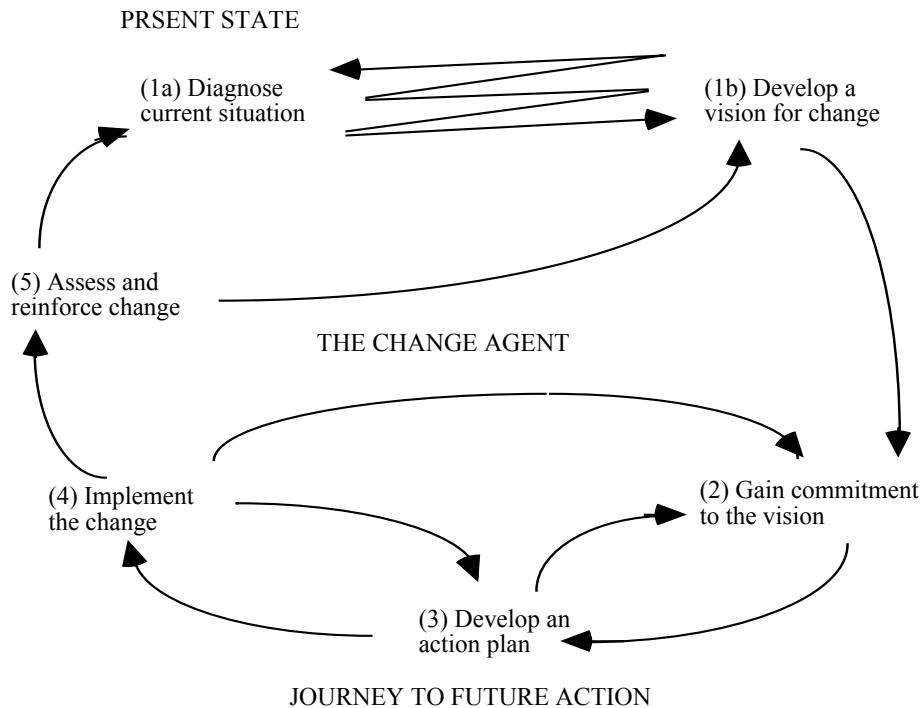 PRSENT STATE
(1a) Diagnose
current situation
(1b) Develop a
vision for change
(5) Assess and
reinforce change
THE CHANGE AGENT
(4) Implement
the change
(2) Gain commitment
to the vision
(3) Develop an
action plan
JOURNEY TO FUTURE ACTION